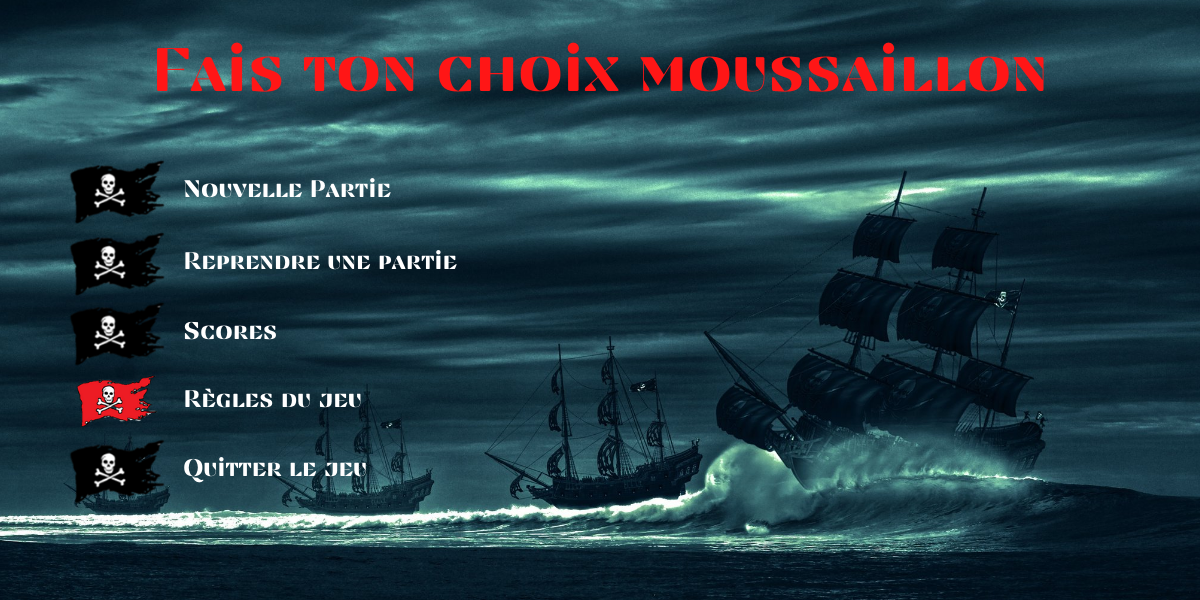 Fais ton choix moussaillon
Nouvelle Partie
Reprendre une partie
Scores
Règles du jeu
Quitter le jeu